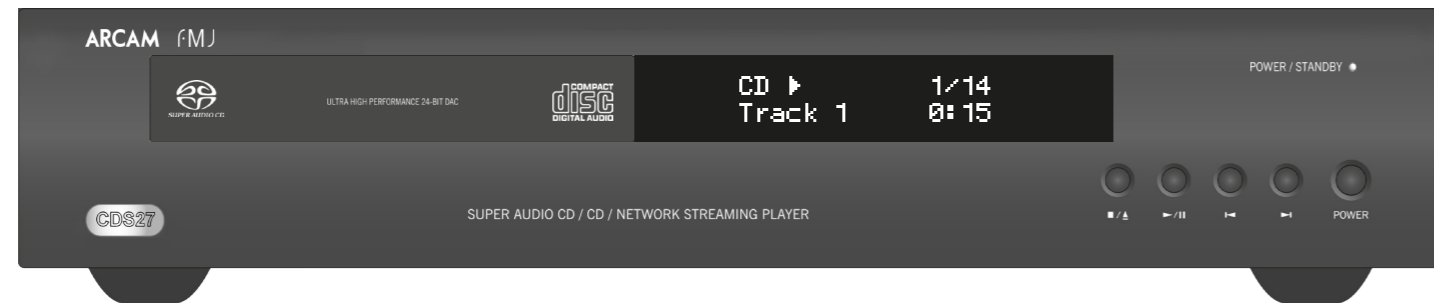 ARCAM FMJ
POWER / STANDBY
SUPER AUDIO CD
ULTRA HIGH PERFORMANCE 24-BIT DAC
COMPACT
disc
DIGITAL AUDIO
CD 1/14
Track 1 0:15
CDS27
SUPER AUDIO CD / CD / NETWORK STREAMING PLAYER
POWER